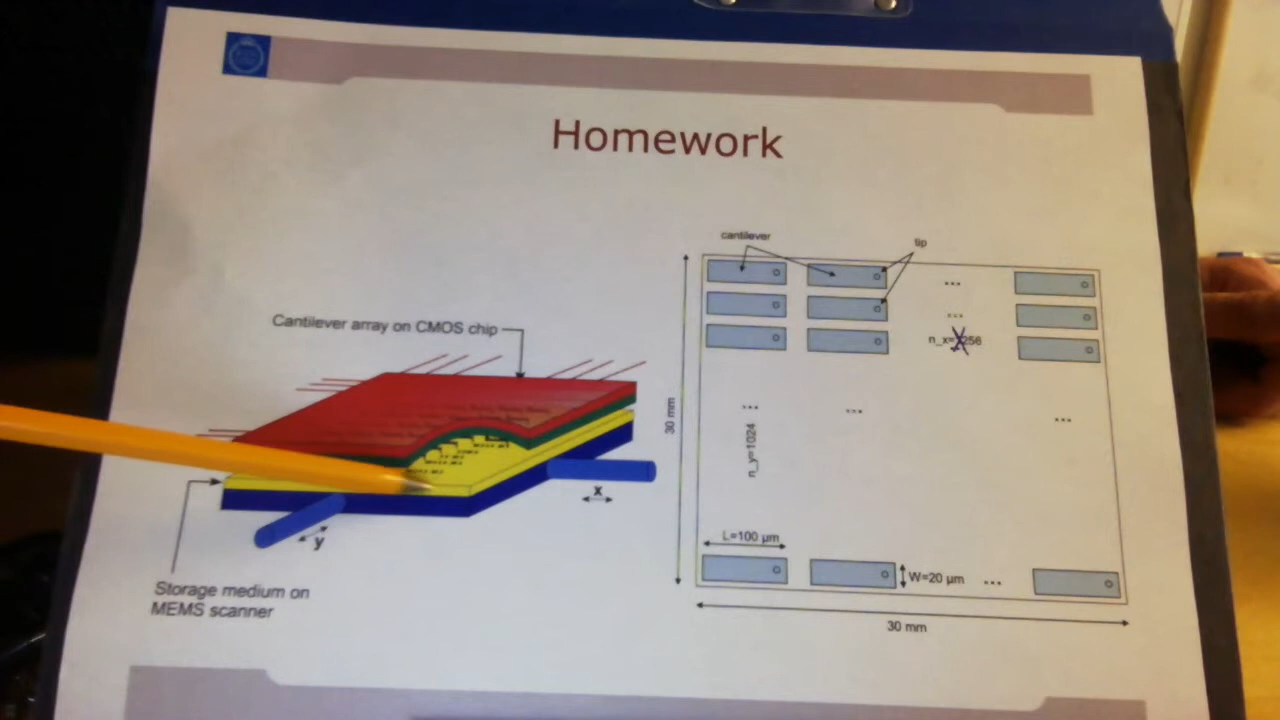 Homework
cantilever
tip
Cantilever array on CMOS chip
...
...
n_x= 256
... ... ...
30 mm
n_y=1024
x
y
L=100 µm
W=20 µm ...
Storage medium on
MEMS scanner
30 mm